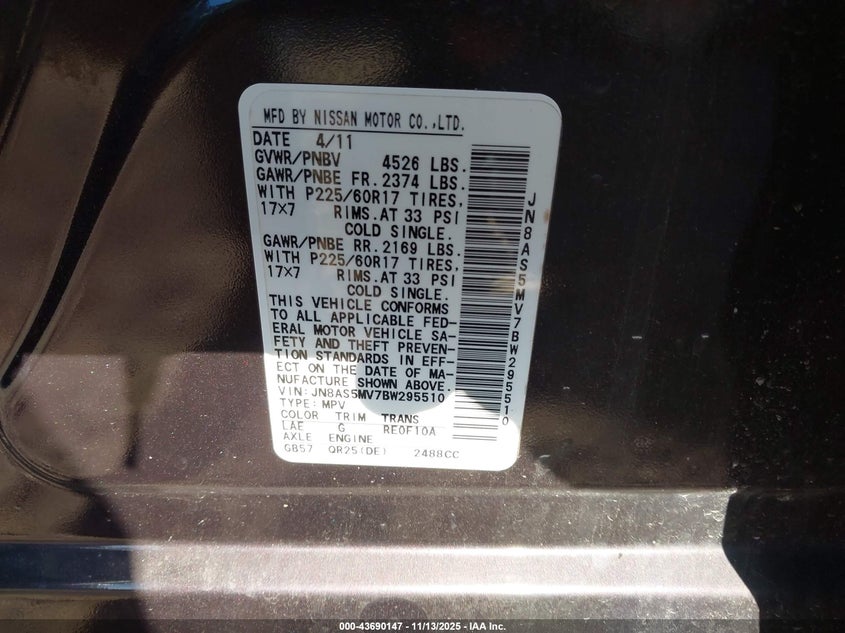 MFD BY NISSAN MOTOR CO.,LTD.
DATE 4/11
GVWR/PNBV 4526 LBS.
GAWR/PNBE FR. 2374 LBS.
WITH P225/60R17 TIRES,
17×7 RIMS.AT 33 PSI
COLD SINGLE.
GAWR/PNBE RR. 2169 LBS.
WITH P225/60R17 TIRES,
17×7 RIMS.AT 33 PSI
COLD SINGLE.
THIS VEHICLE CONFORMS
TO ALL APPLICABLE FED-
ERAL MOTOR VEHICLE SA-
FETY AND THEFT PREVEN-
TION STANDARDS IN EFF-
ECT ON THE DATE OF MA-
NUFACTURE SHOWN ABOVE.
VIN: JN8AS5MV7BW295510
TYPE: MPV
COLOR TRIM TRANS
LAE G RE0F10A
AXLE ENGINE
GB57 QR25(DE) 2488CC
JN8AS5MV7BW295510
000-43690147 - 11/13/2025 - IAA Inc.